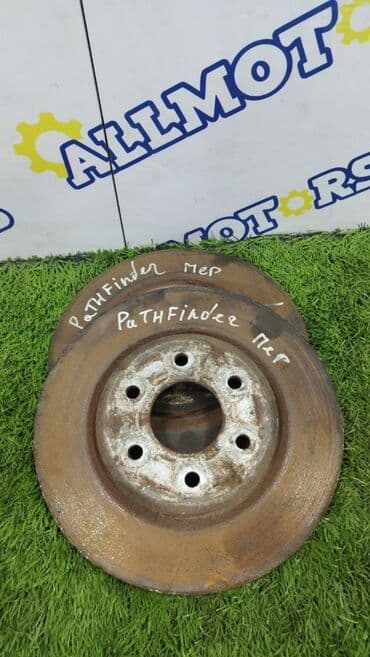 ALLMOT
OTORS
PaTHFinder ПеР
PaTHFinder ПеР